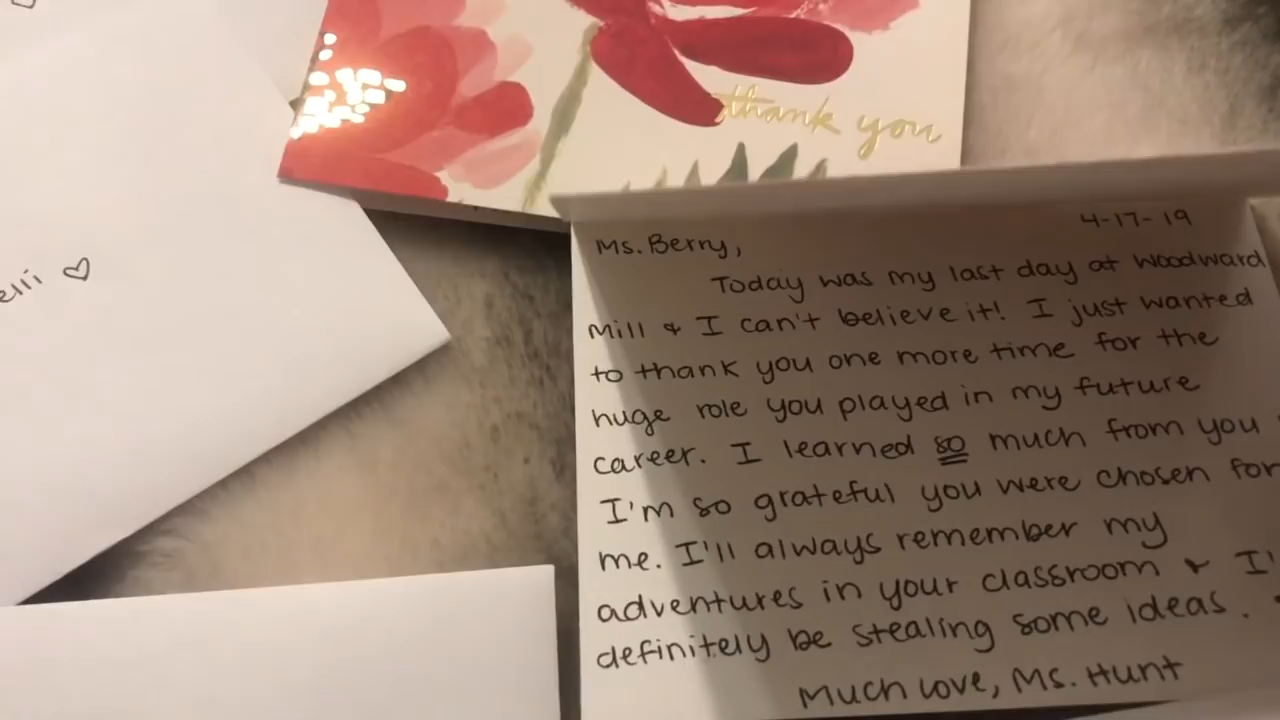 thank you
4-17-19
Ms. Berry,
Today was my last day at Woodward
Mill & I can't believe it! I just wanted
to thank you one more time for the
huge role you played in my future
career. I learned so much from you
I'm so grateful you were chosen for
me. I'll always remember my
adventures in your classroom & I'
definitely be stealing some ideas.
Much love, Ms. Hunt